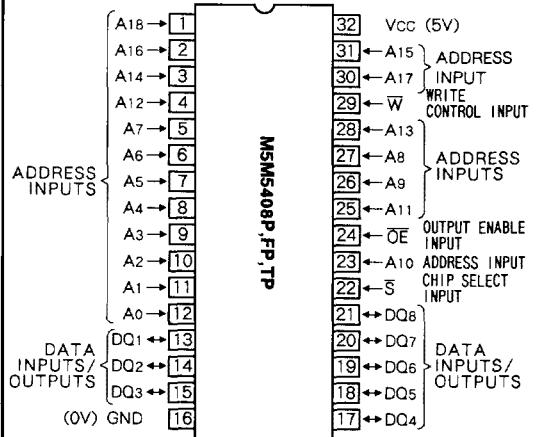 A18 1
A16 2
A14 3
A12 4
A7 5
A6 6
A5 7
A4 8
A3 9
A2 10
A1 11
A0 12
DQ1 13
DQ2 14
DQ3 15
(0V) GND 16
ADDRESS
INPUTS
DATA
INPUTS/
OUTPUTS
M5M5408P,FP,TP
32 Vcc (5V)
31 A15
30 A17
29 W̅ WRITE
CONTROL INPUT
28 A13
27 A8
26 A9
25 A11
24 O̅E̅ OUTPUT ENABLE
INPUT
23 A10 ADDRESS INPUT
22 S̅ CHIP SELECT
INPUT
21 DQ8
20 DQ7
19 DQ6
18 DQ5
17 DQ4
ADDRESS
INPUT
ADDRESS
INPUTS
DATA
INPUTS/
OUTPUTS